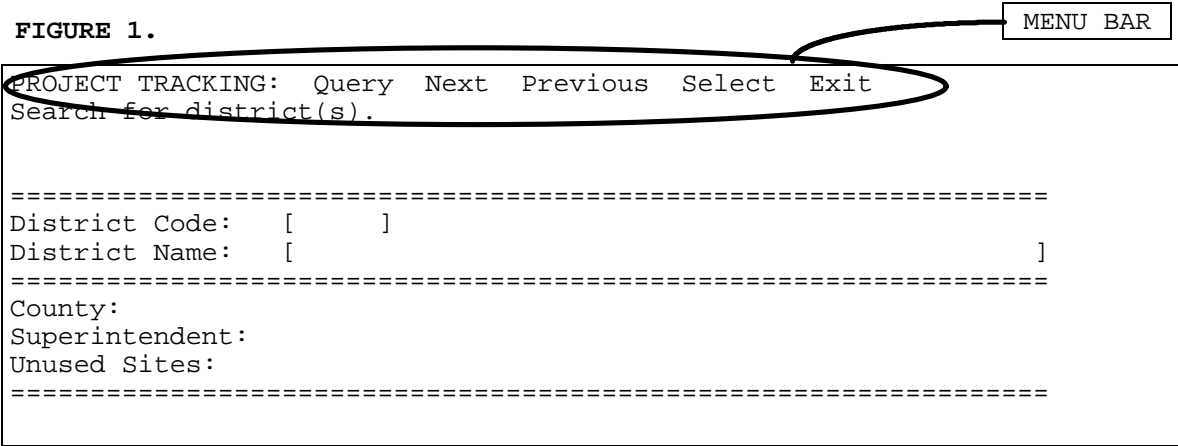 MENU BAR
FIGURE 1.
PROJECT TRACKING:  Query  Next  Previous  Select  Exit
Search for district(s).
=================================================================
District Code:   [     ]
District Name:   [                                              ]
=================================================================
County:
Superintendent:
Unused Sites:
=================================================================